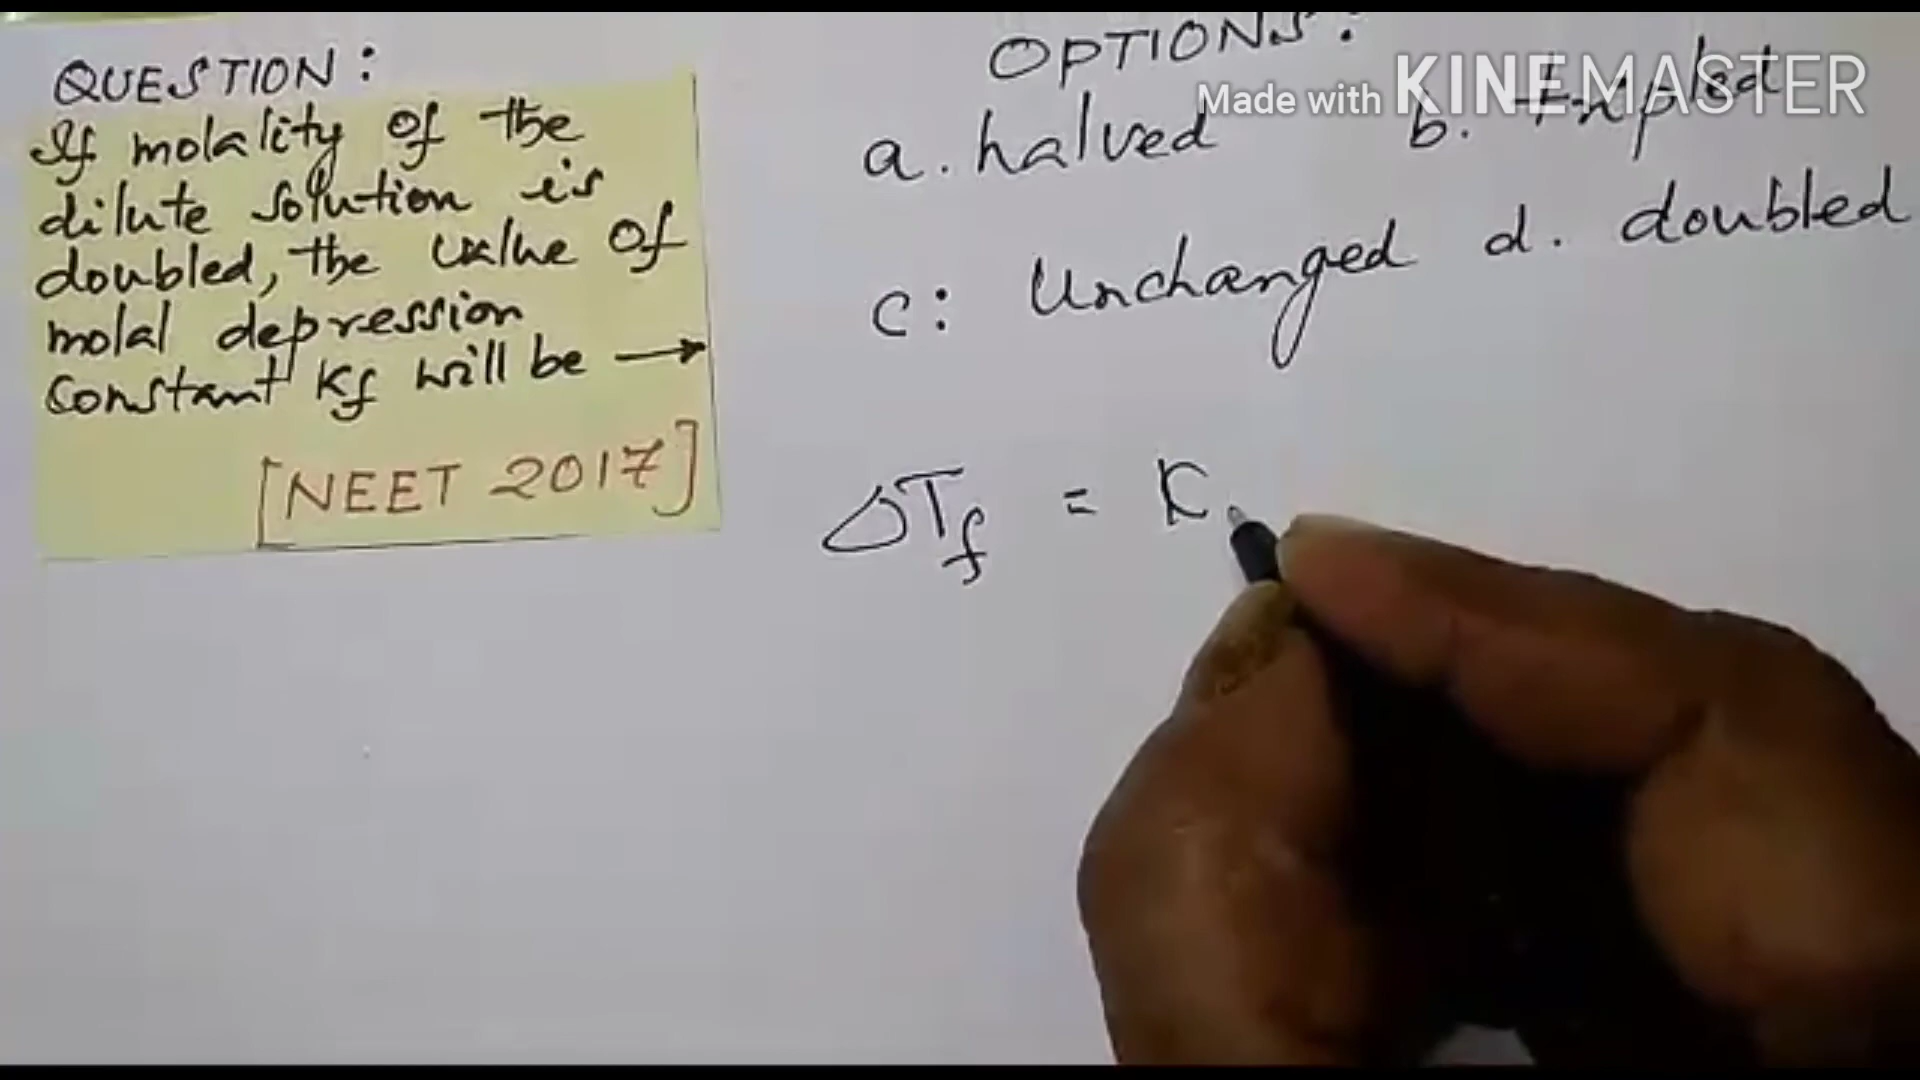 QUESTION:
If molality of the
dilute solution is
doubled, the value of
molal depression
constant Kf will be →
[NEET 2017]
OPTIONS:
Made with KINEMASTER
a. halved b. tripled
c: Unchanged d. doubled
ΔTf = K